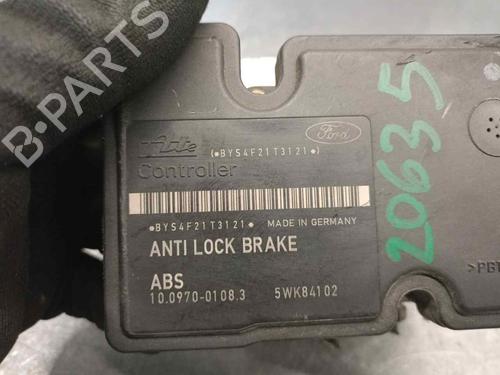 B-PARTS
Ate
(●BYS4F21T3121●)
Ford
Controller
●BYS4F21T3121● MADE IN GERMANY
ANTI LOCK BRAKE
ABS
10.0970-0108.3 5WK84102
20635
>PBT